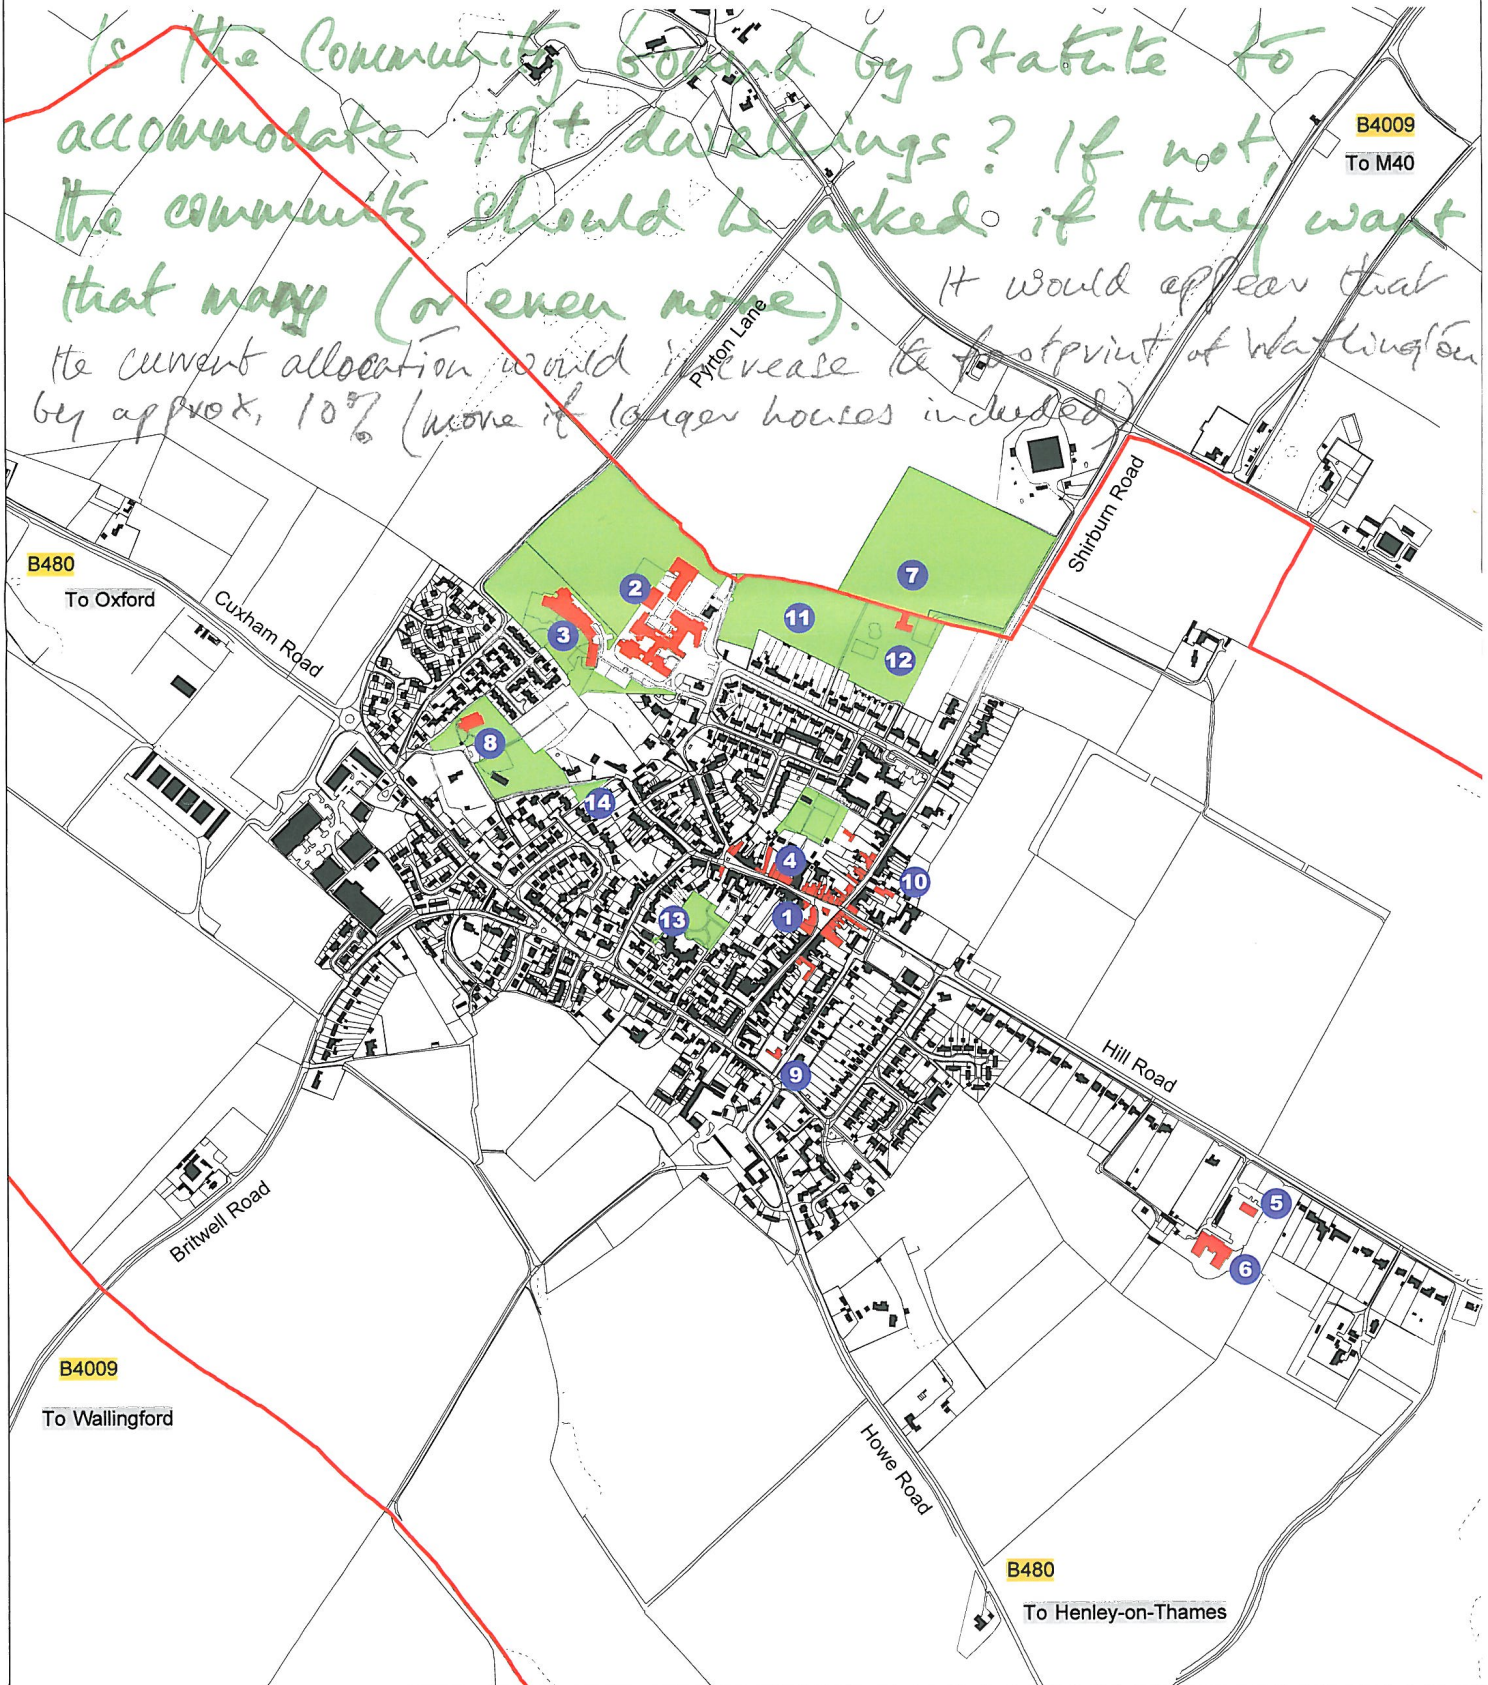 Is the Community bound by Statute to
accommodate 79+ dwellings? If not,
the community should be asked if they want
that many (or even more).
It would appear that
the current allocation would increase the footprint of Watlington
by approx. 10% (more if larger houses included)
B4009
To M40
Pyrton Lane
Shirburn Road
B480
To Oxford
Cuxham Road
7
2
11
3
12
8
14
4
10
13
1
Hill Road
9
5
6
Britwell Road
B4009
To Wallingford
Howe Road
B480
To Henley-on-Thames